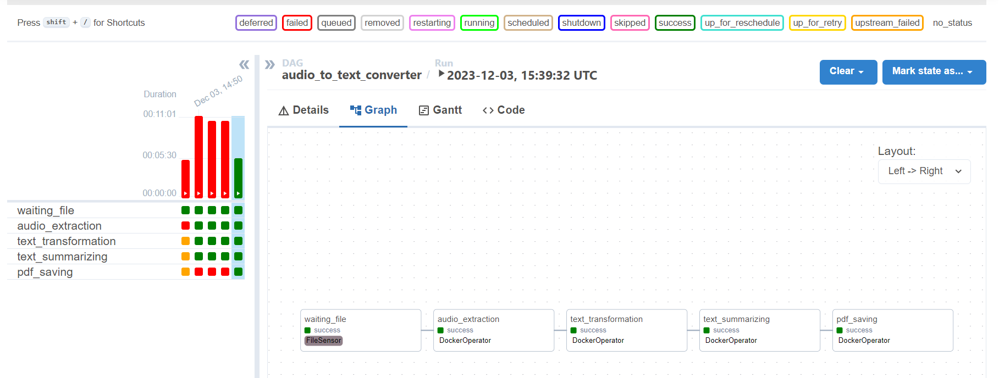 Press shift + / for Shortcuts
deferred failed queued removed restarting running scheduled shutdown skipped success up_for_reschedule up_for_retry upstream_failed no_status
DAG
audio_to_text_converter /
Run
2023-12-03, 15:39:32 UTC
Clear
Mark state as...
Details Graph Gantt Code
Duration
Dec 03, 14:50
00:11:01
00:05:30
00:00:00
waiting_file
audio_extraction
text_transformation
text_summarizing
pdf_saving
Layout:
Left -> Right
waiting_file
success
FileSensor
audio_extraction
success
DockerOperator
text_transformation
success
DockerOperator
text_summarizing
success
DockerOperator
pdf_saving
success
DockerOperator